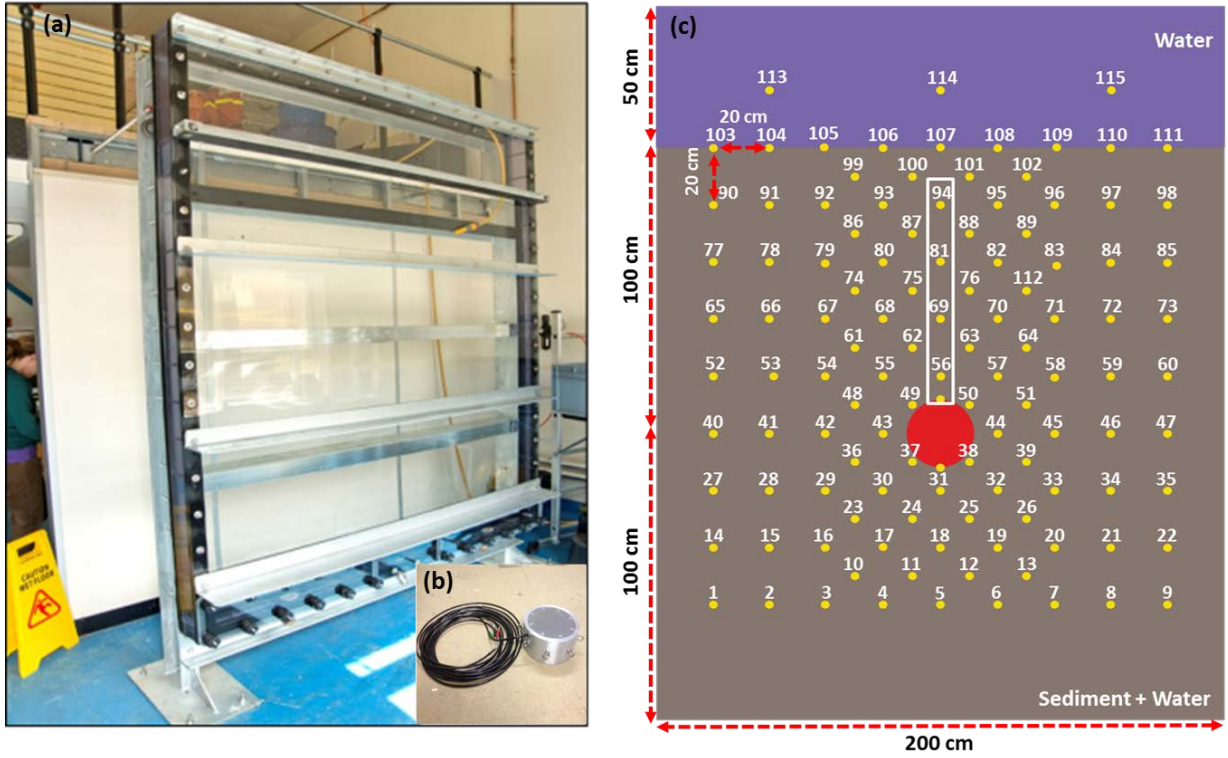 (a)
CAUTION
WET FLOOR
(b)
(c)
Water
50 cm
113 114 115
20 cm
103 104 105 106 107 108 109 110 111
99 100 101 102
20 cm
90 91 92 93 94 95 96 97 98
86 87 88 89
77 78 79 80 81 82 83 84 85
100 cm
74 75 76 112
65 66 67 68 69 70 71 72 73
61 62 63 64
52 53 54 55 56 57 58 59 60
48 49 50 51
40 41 42 43 44 45 46 47
36 37 38 39
27 28 29 30 31 32 33 34 35
23 24 25 26
100 cm
14 15 16 17 18 19 20 21 22
10 11 12 13
1 2 3 4 5 6 7 8 9
Sediment + Water
200 cm